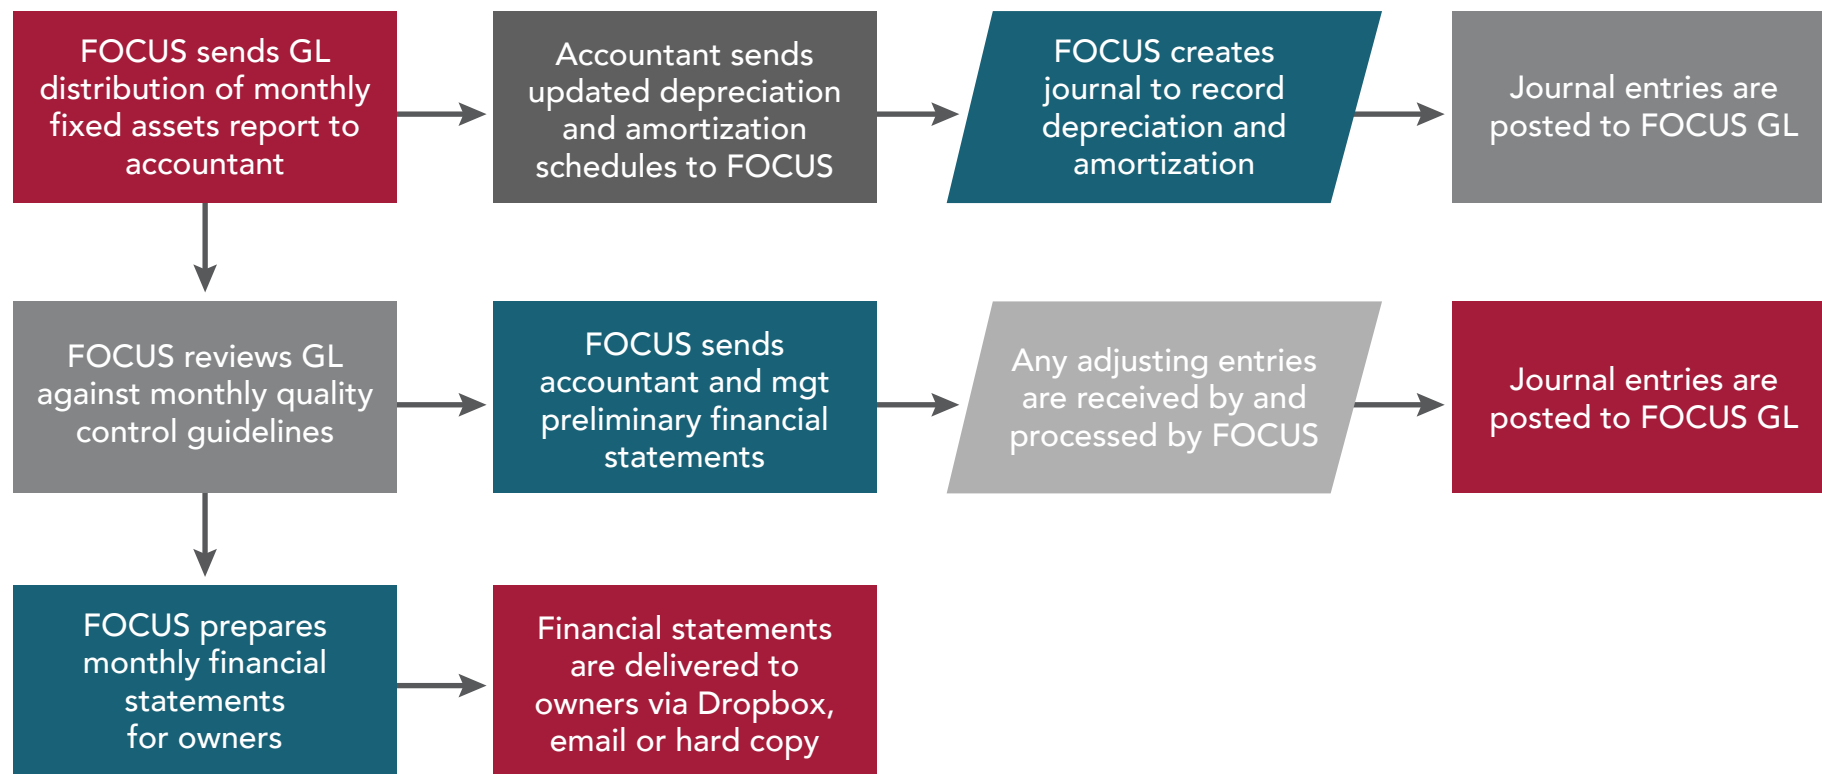 FOCUS sends GL
distribution of monthly
fixed assets report to
accountant
Accountant sends
updated depreciation
and amortization
schedules to FOCUS
FOCUS creates
journal to record
depreciation and
amortization
Journal entries are
posted to FOCUS GL
FOCUS reviews GL
against monthly quality
control guidelines
FOCUS sends
accountant and mgt
preliminary financial
statements
Any adjusting entries
are received by and
processed by FOCUS
Journal entries are
posted to FOCUS GL
FOCUS prepares
monthly financial
statements
for owners
Financial statements
are delivered to
owners via Dropbox,
email or hard copy